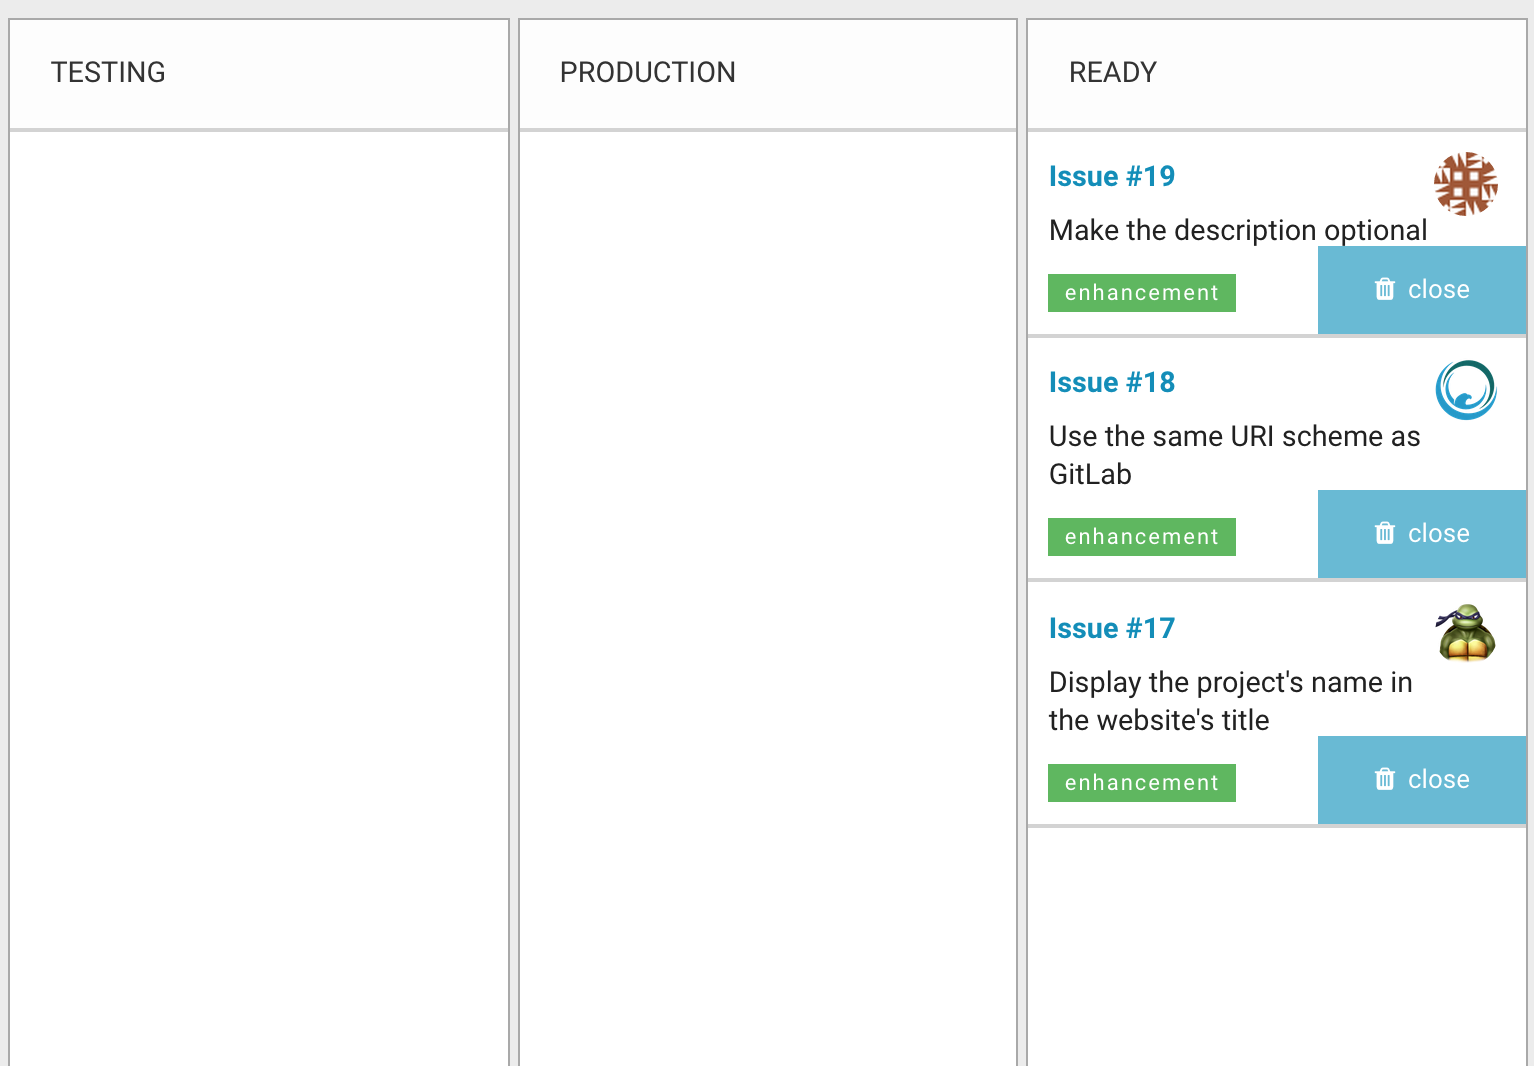 TESTING
PRODUCTION
READY
Issue #19
Make the description optional
enhancement
close
Issue #18
Use the same URI scheme as
GitLab
enhancement
close
Issue #17
Display the project's name in
the website's title
enhancement
close